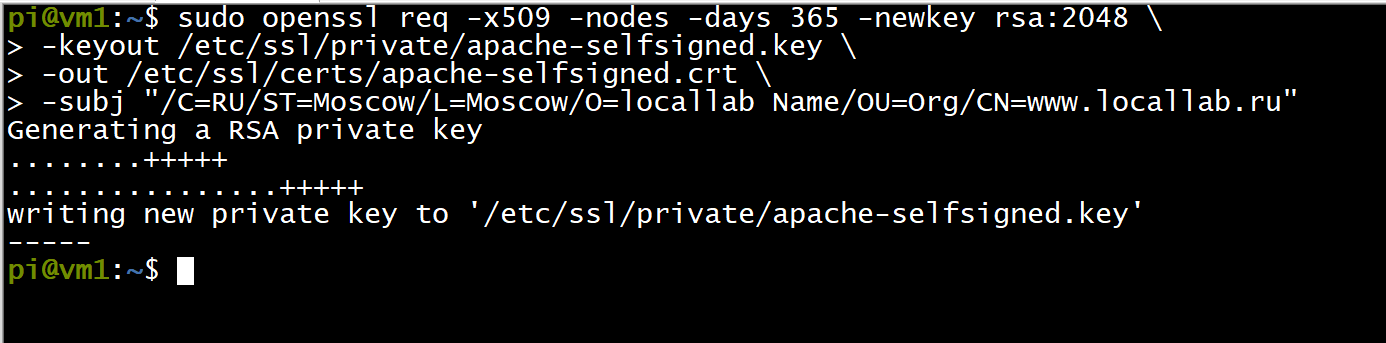 pi@vm1:~$ sudo openssl req -x509 -nodes -days 365 -newkey rsa:2048 \
> -keyout /etc/ssl/private/apache-selfsigned.key \
> -out /etc/ssl/certs/apache-selfsigned.crt \
> -subj "/C=RU/ST=Moscow/L=Moscow/O=locallab Name/OU=Org/CN=www.locallab.ru"
Generating a RSA private key
........+++++
................+++++
writing new private key to '/etc/ssl/private/apache-selfsigned.key'
-----
pi@vm1:~$